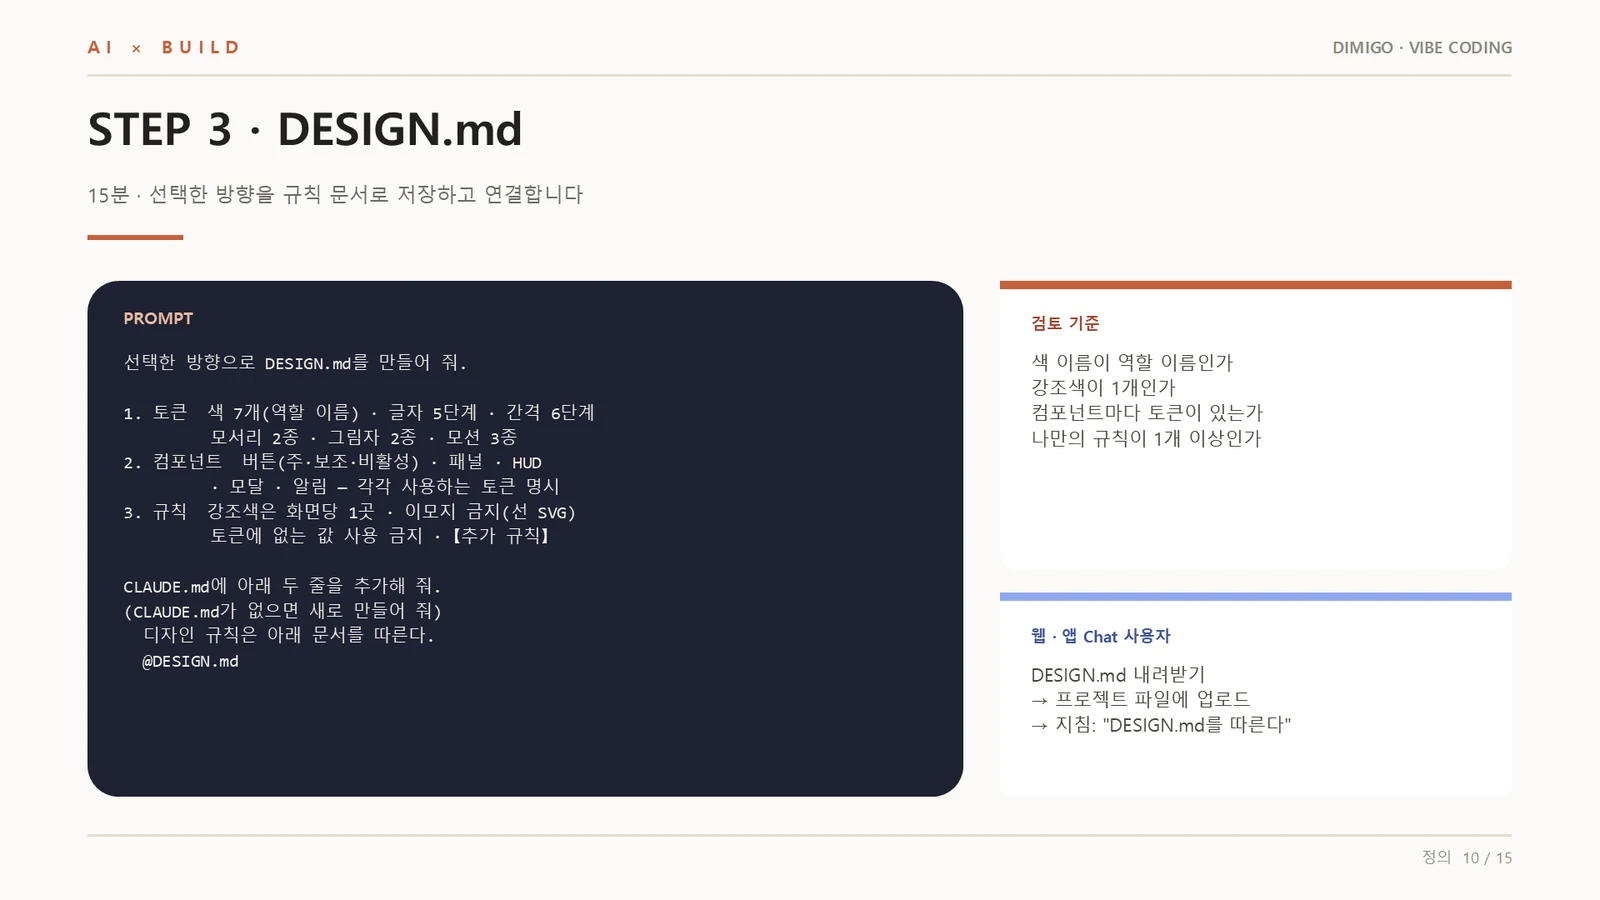 AI × BUILD
DIMIGO · VIBE CODING
STEP 3 · DESIGN.md
15분 · 선택한 방향을 규칙 문서로 저장하고 연결합니다
PROMPT
선택한 방향으로 DESIGN.md를 만들어 줘.
1. 토큰  색 7개(역할 이름) · 글자 5단계 · 간격 6단계
모서리 2종 · 그림자 2종 · 모션 3종
2. 컴포넌트  버튼(주·보조·비활성) · 패널 · HUD
· 모달 · 알림 — 각각 사용하는 토큰 명시
3. 규칙  강조색은 화면당 1곳 · 이모지 금지(선 SVG)
토큰에 없는 값 사용 금지 ·【추가 규칙】
CLAUDE.md에 아래 두 줄을 추가해 줘.
(CLAUDE.md가 없으면 새로 만들어 줘)
디자인 규칙은 아래 문서를 따른다.
@DESIGN.md
검토 기준
색 이름이 역할 이름인가
강조색이 1개인가
컴포넌트마다 토큰이 있는가
나만의 규칙이 1개 이상인가
웹 · 앱 Chat 사용자
DESIGN.md 내려받기
→ 프로젝트 파일에 업로드
→ 지침: "DESIGN.md를 따른다"
정의  10 / 15